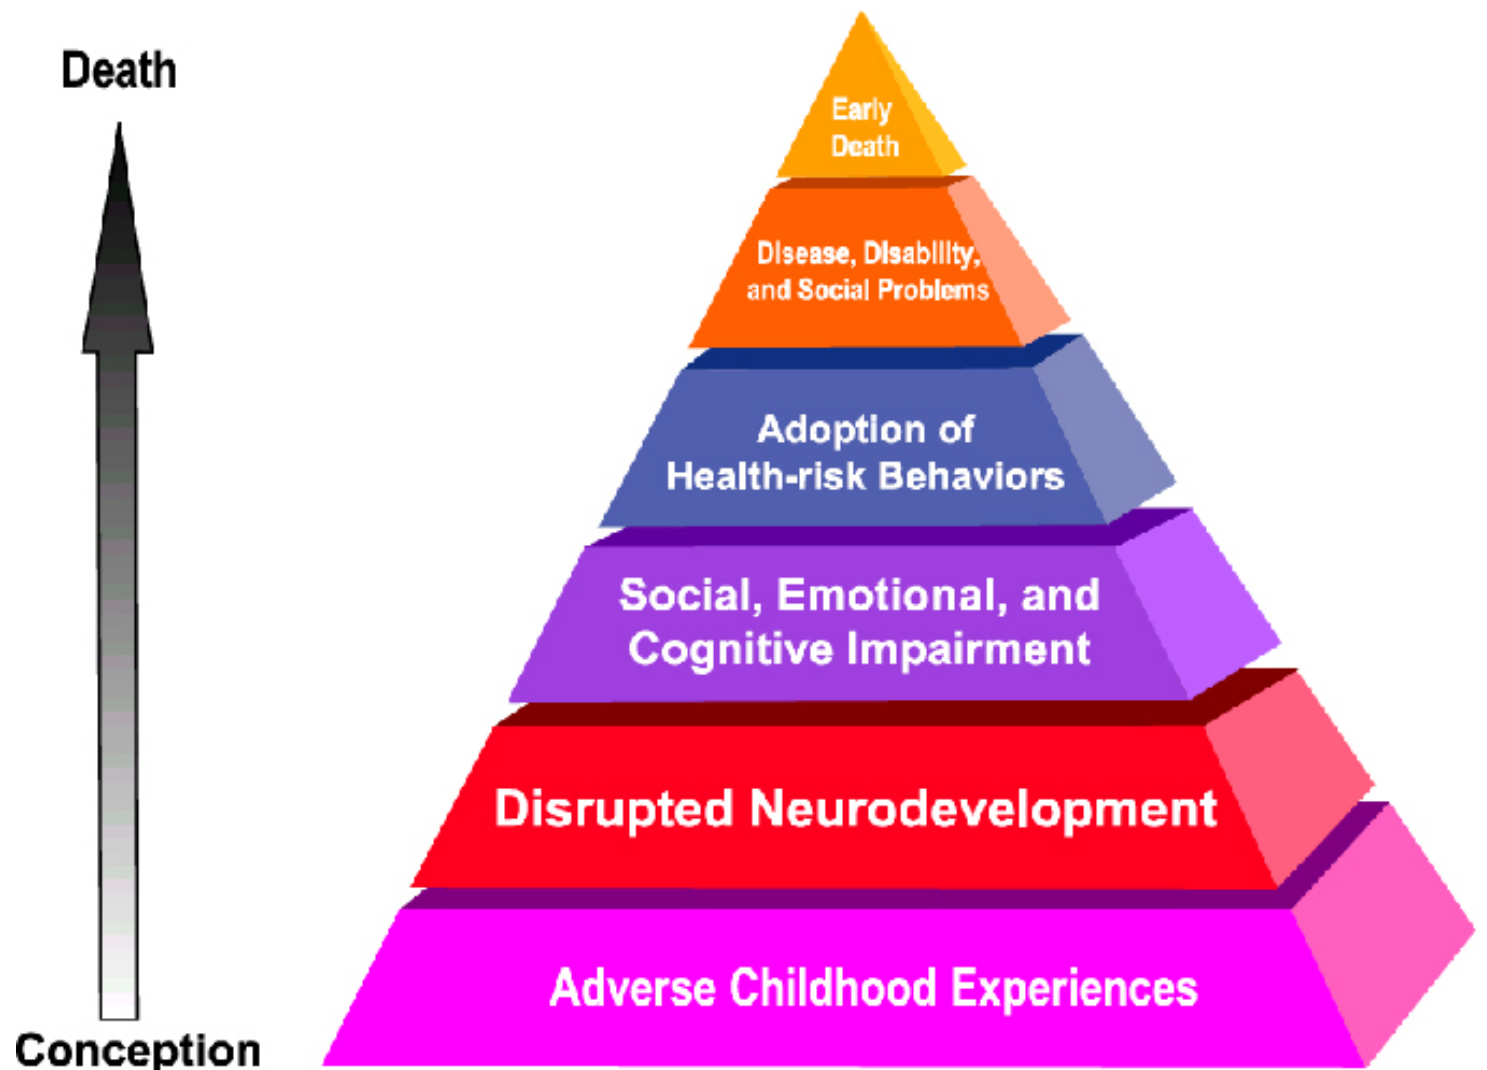 Death
Early
Death
Disease, Disability,
and Social Problems
Adoption of
Health-risk Behaviors
Social, Emotional, and
Cognitive Impairment
Disrupted Neurodevelopment
Adverse Childhood Experiences
Conception